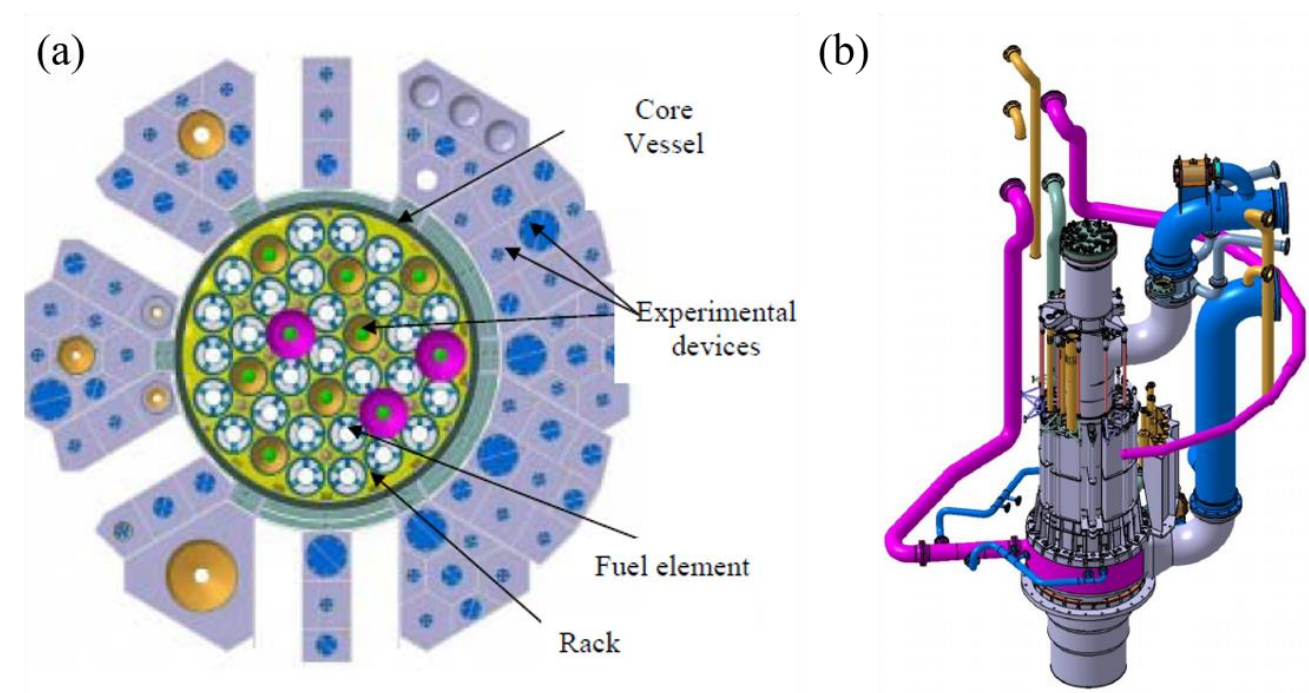 (a)
(b)
Core
Vessel
Experimental
devices
Fuel element
Rack